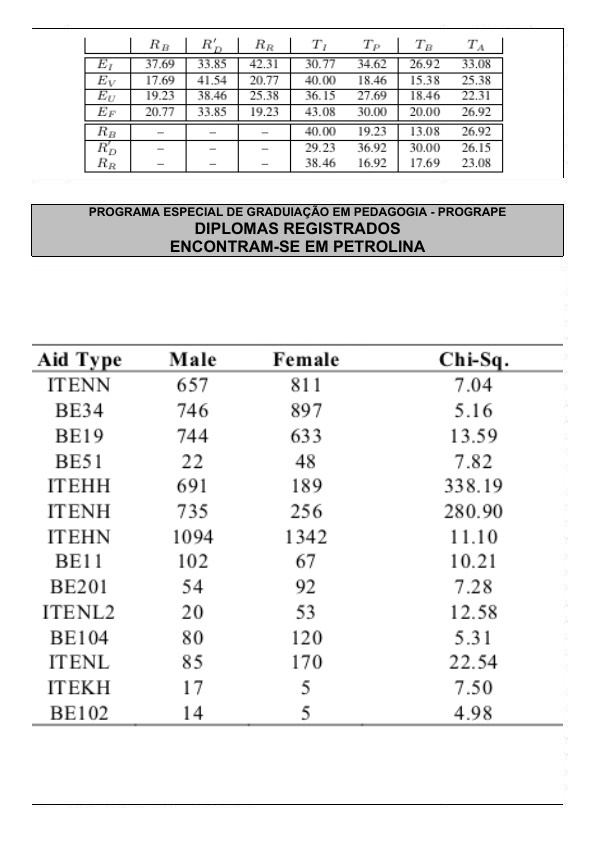 R_B R'_D R_R T_I T_P T_B T_A
E_I 37.69 33.85 42.31 30.77 34.62 26.92 33.08
E_V 17.69 41.54 20.77 40.00 18.46 15.38 25.38
E_U 19.23 38.46 25.38 36.15 27.69 18.46 22.31
E_F 20.77 33.85 19.23 43.08 30.00 20.00 26.92
R_B – – – 40.00 19.23 13.08 26.92
R'_D – – – 29.23 36.92 30.00 26.15
R_R – – – 38.46 16.92 17.69 23.08
PROGRAMA ESPECIAL DE GRADUIAÇÃO EM PEDAGOGIA - PROGRAPE
DIPLOMAS REGISTRADOS
ENCONTRAM-SE EM PETROLINA
Aid Type Male Female Chi-Sq.
ITENN 657 811 7.04
BE34 746 897 5.16
BE19 744 633 13.59
BE51 22 48 7.82
ITEHH 691 189 338.19
ITENH 735 256 280.90
ITEHN 1094 1342 11.10
BE11 102 67 10.21
BE201 54 92 7.28
ITENL2 20 53 12.58
BE104 80 120 5.31
ITENL 85 170 22.54
ITEKH 17 5 7.50
BE102 14 5 4.98